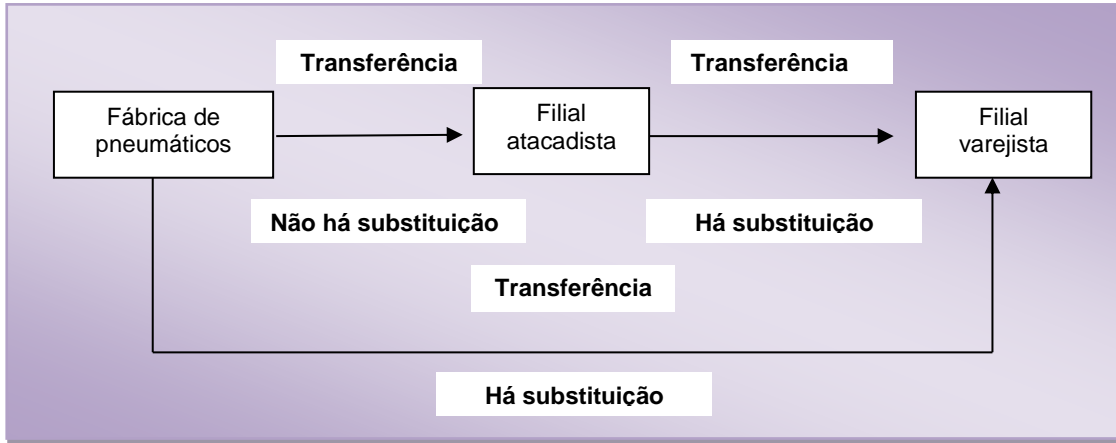 Transferência
Transferência
Fábrica de
pneumáticos
Filial
atacadista
Filial
varejista
Não há substituição
Há substituição
Transferência
Há substituição